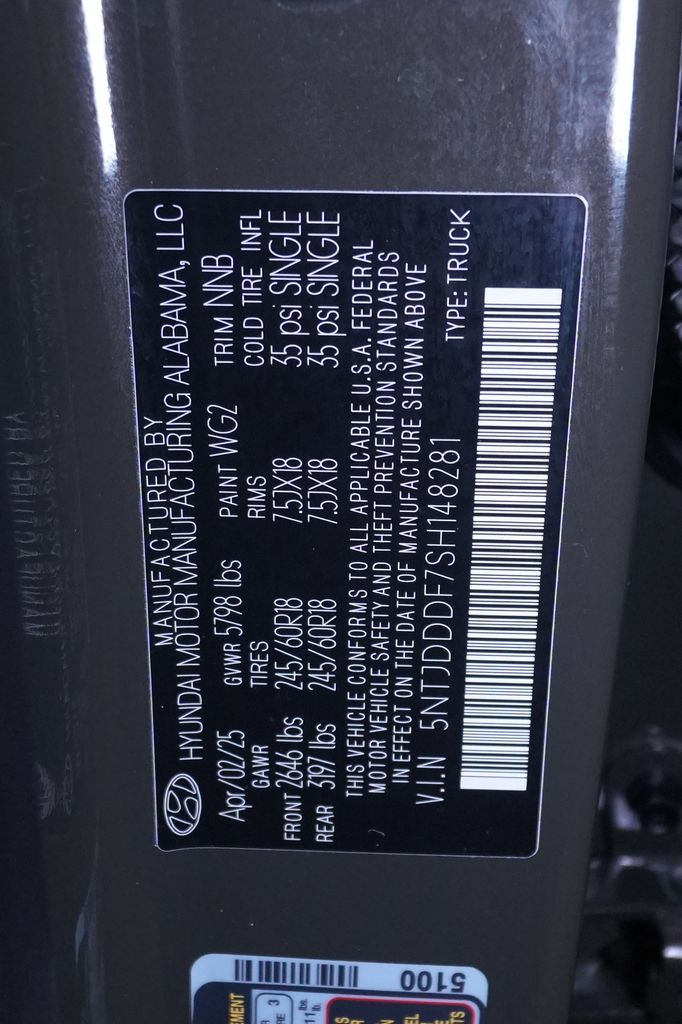 MANUFACTURED BY
HYUNDAI MOTOR MANUFACTURING ALABAMA, LLC
Apr/02/25 GVWR 5798 lbs PAINT WG2 TRIM NNB
GAWR TIRES RIMS COLD TIRE INFL
FRONT 2646 lbs 245/60R18 7.5JX18 35 psi SINGLE
REAR 3197 lbs 245/60R18 7.5JX18 35 psi SINGLE
THIS VEHICLE CONFORMS TO ALL APPLICABLE U.S.A. FEDERAL
MOTOR VEHICLE SAFETY AND THEFT PREVENTION STANDARDS
IN EFFECT ON THE DATE OF MANUFACTURE SHOWN ABOVE
V.I.N 5NTJDDDF7SH148281 TYPE: TRUCK
5100